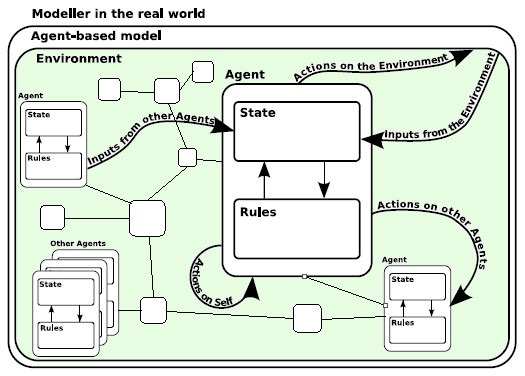 Modeller in the real world
Agent-based model
Environment
Agent
Actions on the Environment
Inputs from the Environment
Agent
State
Rules
Inputs from other Agents
State
Rules
Actions on other Agents
Actions on Self
Other Agents
State
Rules
Agent
State
Rules